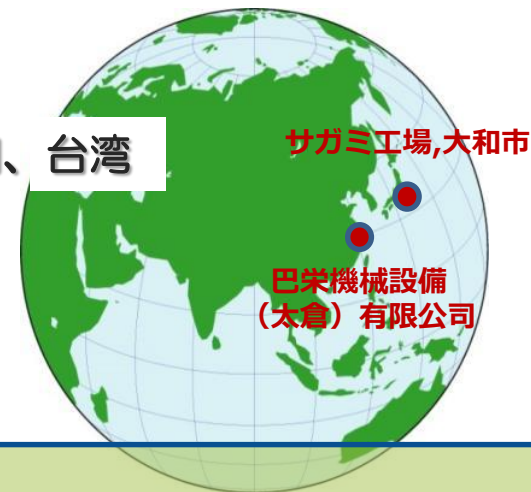 、台湾
サガミ工場,大和市
巴栄機械設備
（太倉）有限公司